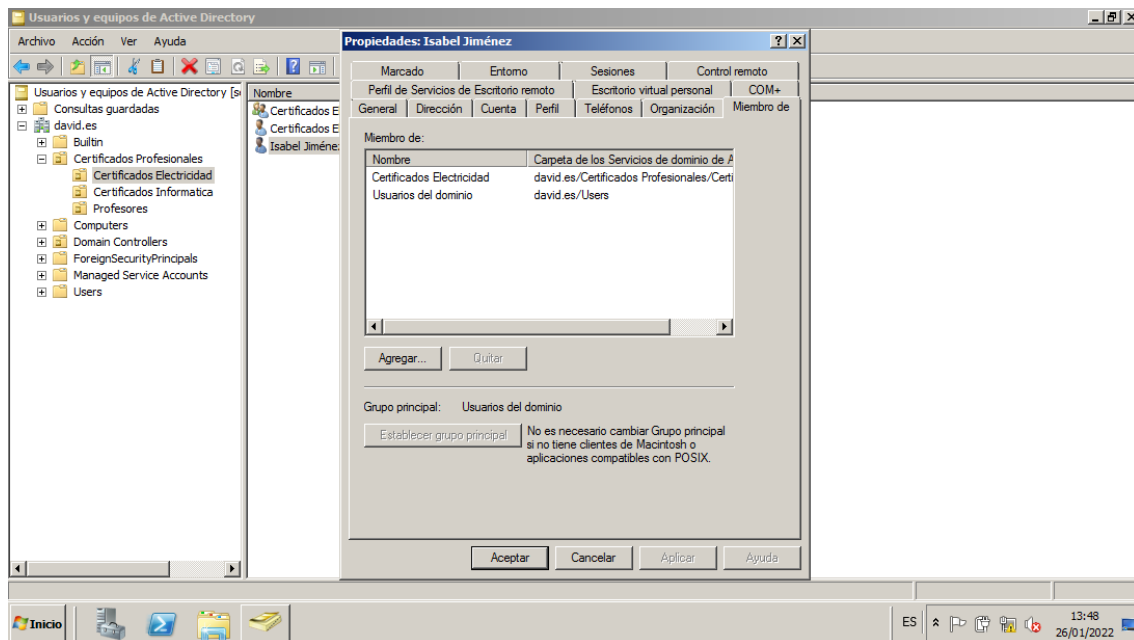 Usuarios y equipos de Active Directory
Archivo Acción Ver Ayuda
Usuarios y equipos de Active Directory [s
Consultas guardadas
david.es
Builtin
Certificados Profesionales
Certificados Electricidad
Certificados Informatica
Profesores
Computers
Domain Controllers
ForeignSecurityPrincipals
Managed Service Accounts
Users
Nombre
Certificados E
Certificados E
Isabel Jiméne
Propiedades: Isabel Jiménez
Marcado Entorno Sesiones Control remoto
Perfil de Servicios de Escritorio remoto Escritorio virtual personal COM+
General Dirección Cuenta Perfil Teléfonos Organización Miembro de
Miembro de:
Nombre Carpeta de los Servicios de dominio de A
Certificados Electricidad david.es/Certificados Profesionales/Certi
Usuarios del dominio david.es/Users
Agregar... Quitar
Grupo principal: Usuarios del dominio
Establecer grupo principal
No es necesario cambiar Grupo principal
si no tiene clientes de Macintosh o
aplicaciones compatibles con POSIX.
Aceptar Cancelar Aplicar Ayuda
Inicio
ES
13:48
26/01/2022